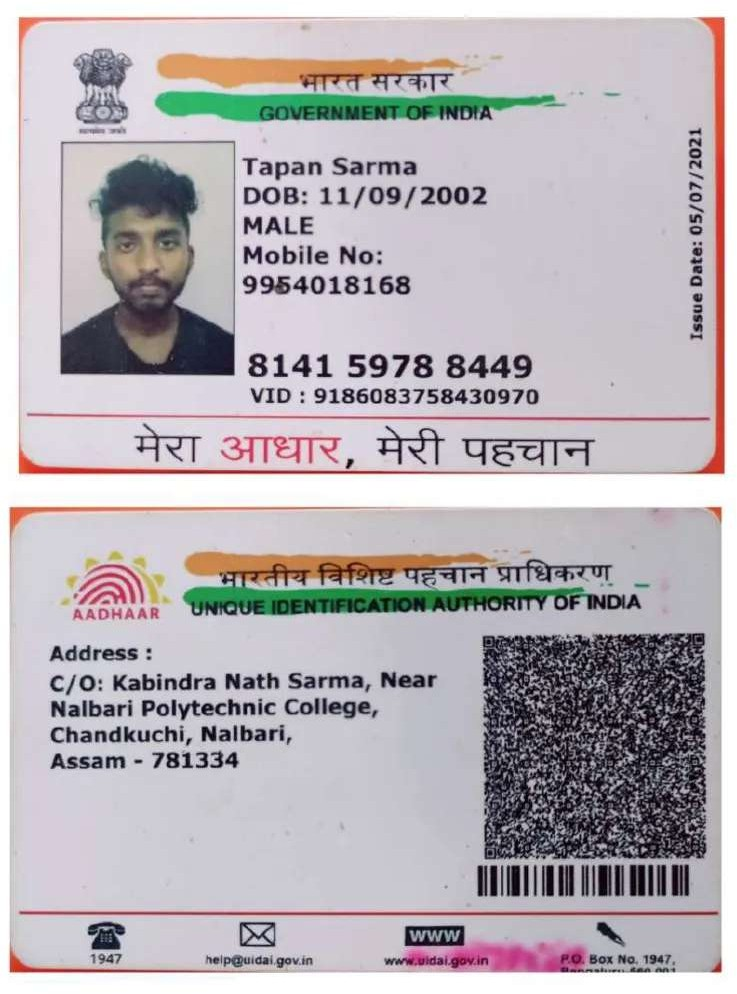 भारत सरकार
GOVERNMENT OF INDIA
सत्यमेव जयते
Tapan Sarma
DOB: 11/09/2002
MALE
Mobile No:
9954018168
Issue Date: 05/07/2021
8141 5978 8449
VID : 9186083758430970
मेरा आधार, मेरी पहचान
भारतीय विशिष्ट पहचान प्राधिकरण
UNIQUE IDENTIFICATION AUTHORITY OF INDIA
AADHAAR
Address :
C/O: Kabindra Nath Sarma, Near
Nalbari Polytechnic College,
Chandkuchi, Nalbari,
Assam - 781334
1947
help@uidai.gov.in
www
www.uidai.gov.in
P.O. Box No. 1947,